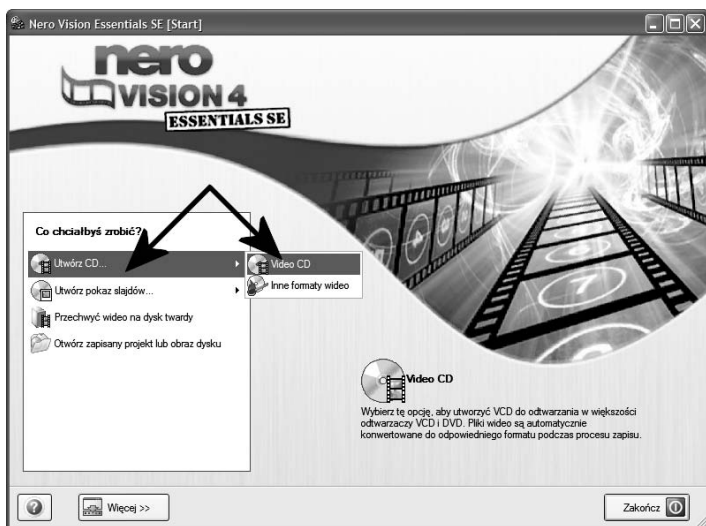 Nero Vision Essentials SE [Start]
nero
VISION 4
ESSENTIALS SE
Co chciałbyś zrobić?
Utwórz CD...
Video CD
Utwórz pokaz slajdów...
Inne formaty wideo
Przechwyć wideo na dysk twardy
Otwórz zapisany projekt lub obraz dysku
Video CD
Wybierz tę opcję, aby utworzyć VCD do odtwarzania w większości
odtwarzaczy VCD i DVD. Pliki wideo są automatycznie
konwertowane do odpowiedniego formatu podczas procesu zapisu.
Więcej >>
Zakończ